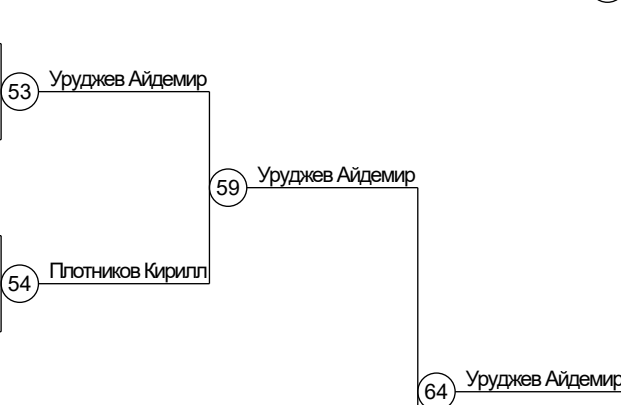 53 Уруджев Айдемир
59 Уруджев Айдемир
54 Плотников Кирилл
64 Уруджев Айдемир